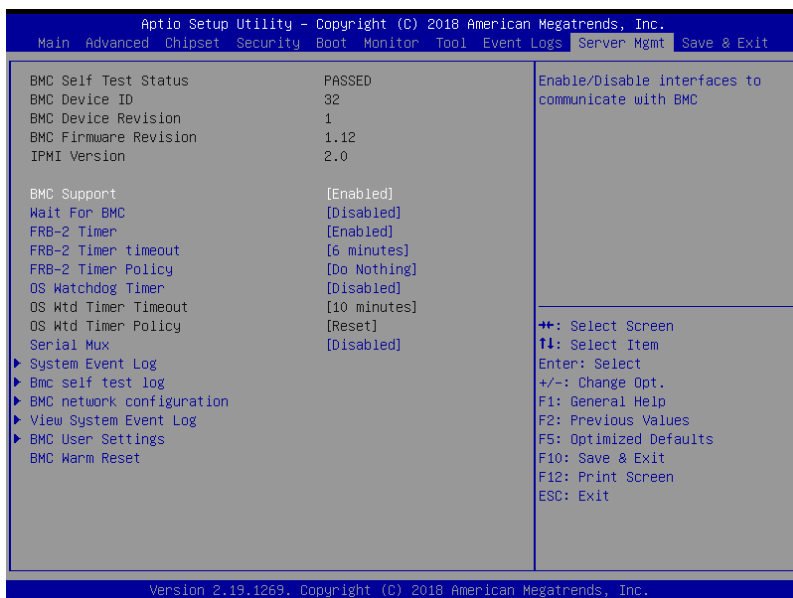 Aptio Setup Utility – Copyright (C) 2018 American Megatrends, Inc.
Main Advanced Chipset Security Boot Monitor Tool Event Logs Server Mgmt Save & Exit
BMC Self Test Status PASSED
BMC Device ID 32
BMC Device Revision 1
BMC Firmware Revision 1.12
IPMI Version 2.0
BMC Support [Enabled]
Wait For BMC [Disabled]
FRB-2 Timer [Enabled]
FRB-2 Timer timeout [6 minutes]
FRB-2 Timer Policy [Do Nothing]
OS Watchdog Timer [Disabled]
OS Wtd Timer Timeout [10 minutes]
OS Wtd Timer Policy [Reset]
Serial Mux [Disabled]
System Event Log
Bmc self test log
BMC network configuration
View System Event Log
BMC User Settings
BMC Warm Reset
Enable/Disable interfaces to
communicate with BMC
→←: Select Screen
↑↓: Select Item
Enter: Select
+/-: Change Opt.
F1: General Help
F2: Previous Values
F5: Optimized Defaults
F10: Save & Exit
F12: Print Screen
ESC: Exit
Version 2.19.1269. Copyright (C) 2018 American Megatrends, Inc.